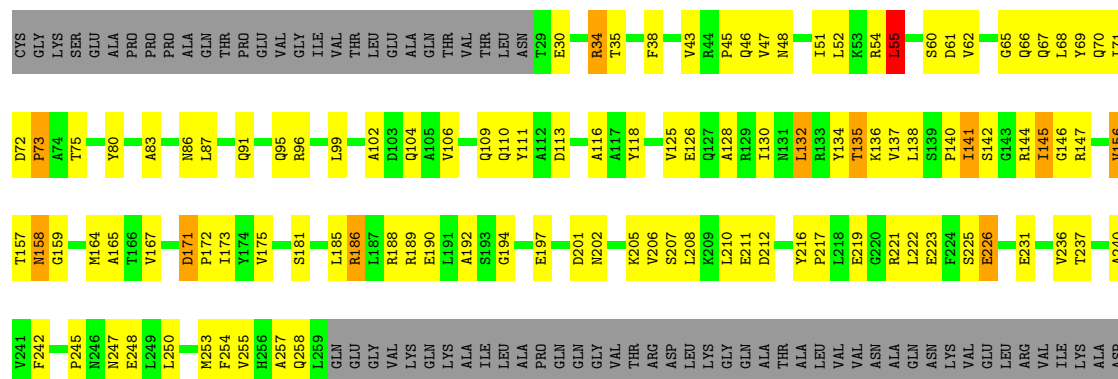 CYS GLY LYS SER GLU ALA PRO PRO PRO ALA GLN THR PRO GLU VAL GLY ILE VAL THR LEU GLU ALA GLN THR VAL THR LEU ASN T29 E30 R34 T35 F38 V43 R44 P45 Q46 V47 N48 I51 L52 K53 R54 L55 S60 D61 V62 G65 Q66 Q67 L68 Y69 Q70 I71
D72 P73 A74 T75 Y80 A83 N86 L87 Q91 Q95 R96 L99 A102 D103 Q104 A105 V106 Q109 Q110 Y111 A112 D113 A116 A117 Y118 V125 E126 Q127 A128 R129 I130 N131 L132 R133 Y134 T135 K136 V137 L138 S139 P140 I141 S142 G143 R144 I145 G146 R147 V156
T157 N158 G159 M164 A165 T166 V167 D171 P172 I173 Y174 V175 S181 L185 R186 L187 R188 R189 E190 L191 A192 S193 G194 E197 D201 N202 K205 V206 S207 L208 K209 L210 E211 D212 Y216 P217 L218 E219 G220 R221 L222 E223 F224 S225 E226 E231 V236 T237 A240
V241 F242 P245 N246 N247 E248 L249 L250 M253 F254 V255 H256 A257 Q258 L259 GLN GLU GLY VAL LYS GLN LYS ALA ILE LEU ALA PRO GLN GLN GLY VAL THR ARG ASP LEU LYS GLY GLN ALA THR ALA LEU VAL VAL ASN ALA GLN ASN LYS VAL GLU LEU ARG VAL ILE LYS ALA ASP